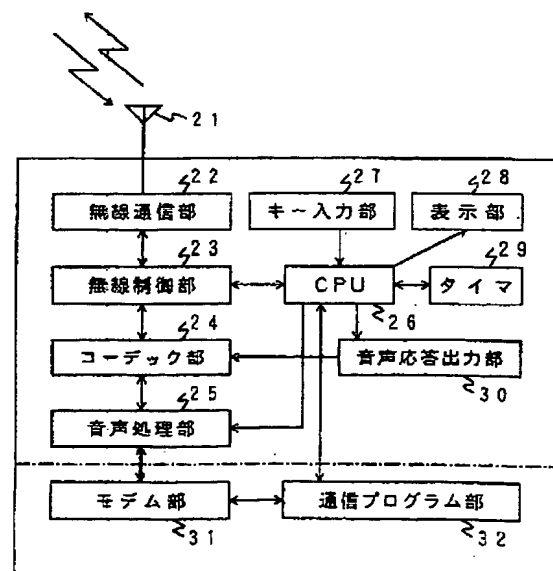 21
22
27
28
無線通信部
キー入力部
表示部
23
29
無線制御部
CPU
タイマ
24
26
コーデック部
音声応答出力部
25
30
音声処理部
モデム部
通信プログラム部
31
32